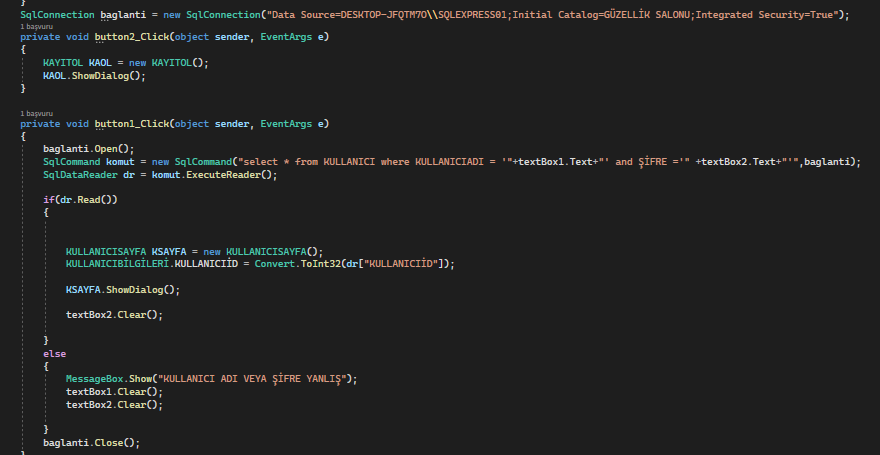 }
SqlConnection baglanti = new SqlConnection("Data Source=DESKTOP-JFQTM7O\\SQLEXPRESS01;Initial Catalog=GÜZELLİK SALONU;Integrated Security=True");
1 başvuru
private void button2_Click(object sender, EventArgs e)
{
KAYITOL KAOL = new KAYITOL();
KAOL.ShowDialog();
}
1 başvuru
private void button1_Click(object sender, EventArgs e)
{
baglanti.Open();
SqlCommand komut = new SqlCommand("select * from KULLANICI where KULLANICIADI = '"+textBox1.Text+"' and ŞİFRE ='" +textBox2.Text+"'",baglanti);
SqlDataReader dr = komut.ExecuteReader();
if(dr.Read())
{
KULLANICISAYFA KSAYFA = new KULLANICISAYFA();
KULLANICIBİLGİLERİ.KULLANICIİD = Convert.ToInt32(dr["KULLANICIİD"]);
KSAYFA.ShowDialog();
textBox2.Clear();
}
else
{
MessageBox.Show("KULLANICI ADI VEYA ŞİFRE YANLIŞ");
textBox1.Clear();
textBox2.Clear();
}
baglanti.Close();
}